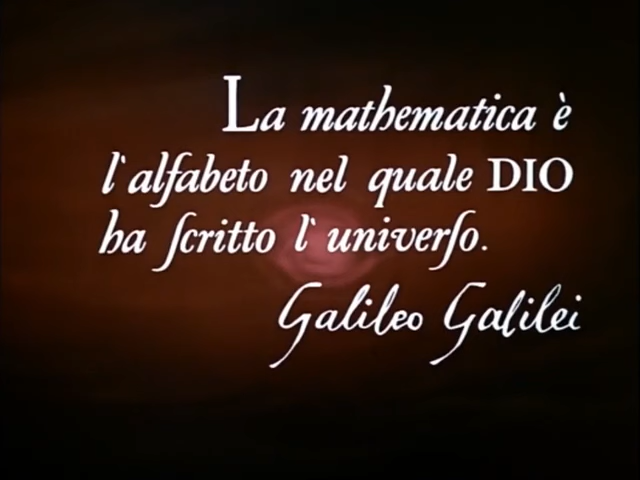 La mathematica è
l'alfabeto nel quale DIO
ha ſcritto l'univerſo.
Galileo Galilei